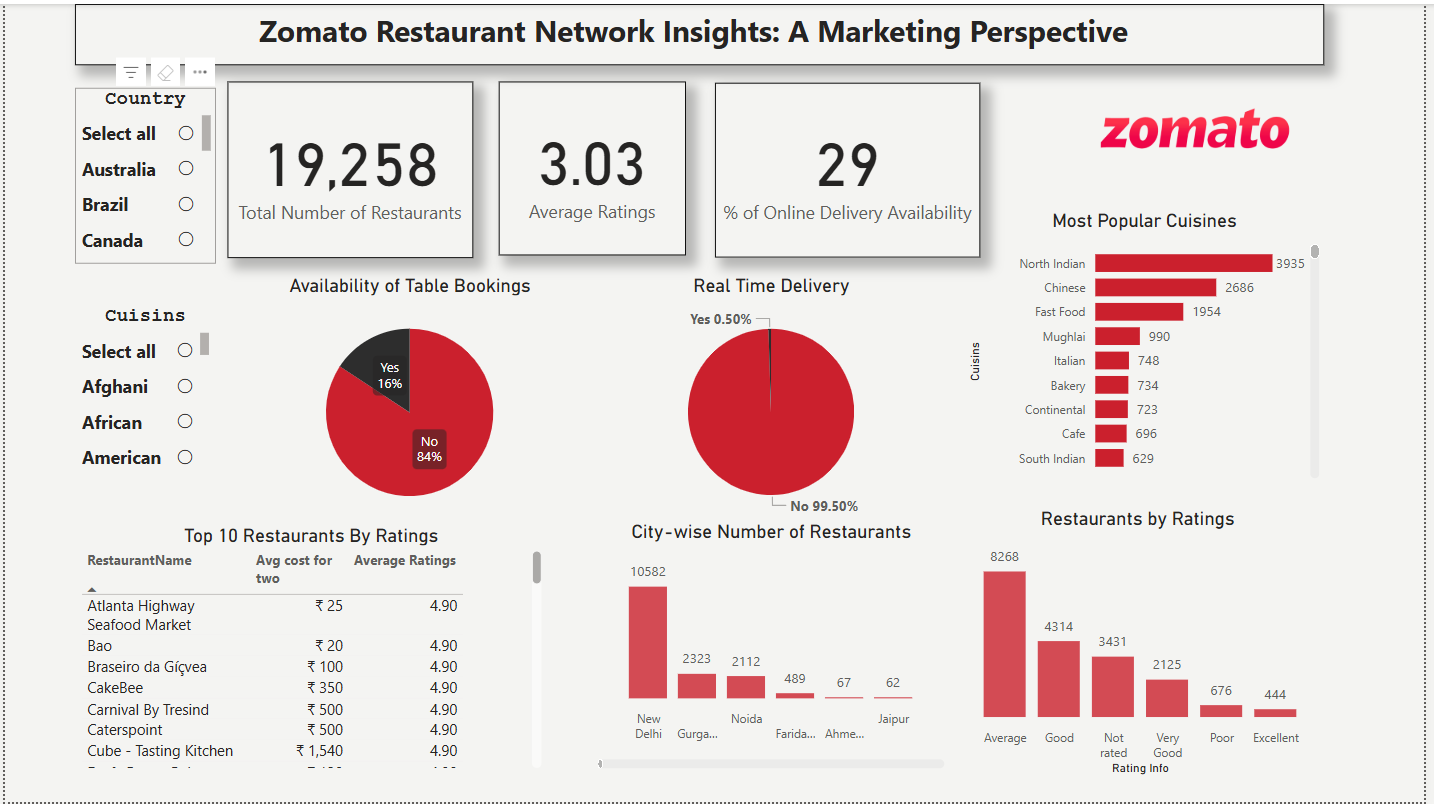 Zomato Restaurant Network Insights: A Marketing Perspective
Country
Select all
Australia
Brazil
Canada
19,258
Total Number of Restaurants
3.03
Average Ratings
29
% of Online Delivery Availability
zomato
Cuisins
Select all
Afghani
African
American
Availability of Table Bookings
Yes
16%
No
84%
Real Time Delivery
Yes 0.50%
No 99.50%
Most Popular Cuisines
Cuisins
North Indian 3935
Chinese 2686
Fast Food 1954
Mughlai 990
Italian 748
Bakery 734
Continental 723
Cafe 696
South Indian 629
Top 10 Restaurants By Ratings
RestaurantName Avg cost for two Average Ratings
Atlanta Highway Seafood Market ₹ 25 4.90
Bao ₹ 20 4.90
Braseiro da Gíçvea ₹ 100 4.90
CakeBee ₹ 350 4.90
Carnival By Tresind ₹ 500 4.90
Caterspoint ₹ 500 4.90
Cube - Tasting Kitchen ₹ 1,540 4.90
City-wise Number of Restaurants
10582
2323
2112
489
67
62
New Delhi
Gurga...
Noida
Farida...
Ahme...
Jaipur
Restaurants by Ratings
8268
4314
3431
2125
676
444
Average
Good
Not rated
Very Good
Poor
Excellent
Rating Info